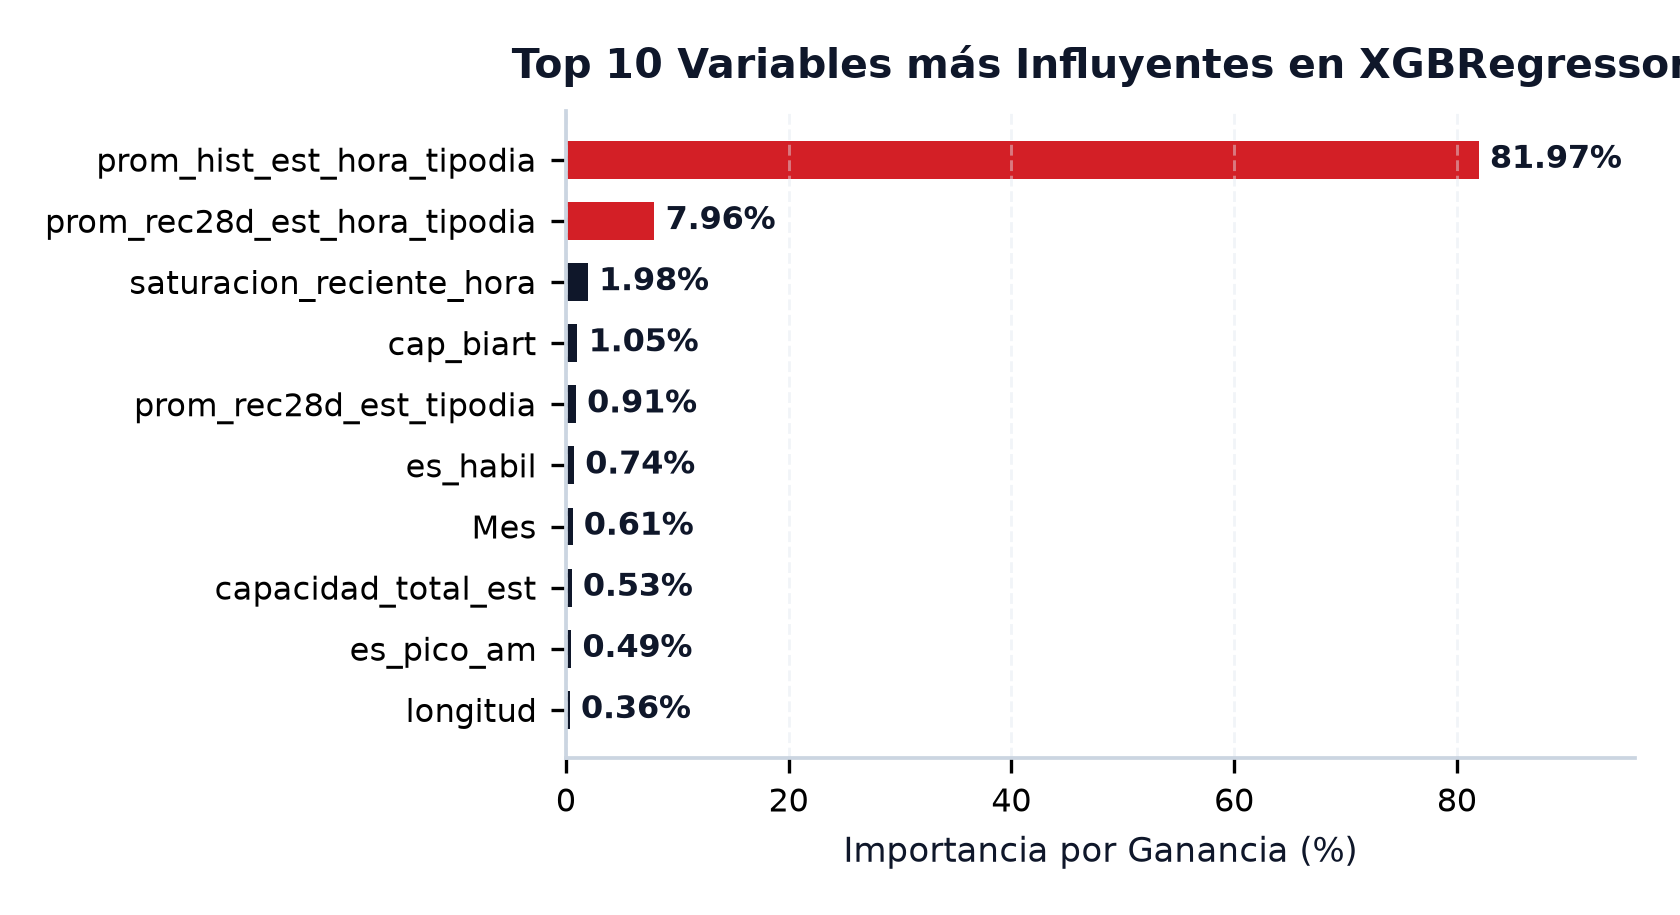 Top 10 Variables más Influyentes en XGBRegressor
prom_hist_est_hora_tipodia 81.97%
prom_rec28d_est_hora_tipodia 7.96%
saturacion_reciente_hora 1.98%
cap_biart 1.05%
prom_rec28d_est_tipodia 0.91%
es_habil 0.74%
Mes 0.61%
capacidad_total_est 0.53%
es_pico_am 0.49%
longitud 0.36%
0 20 40 60 80
Importancia por Ganancia (%)